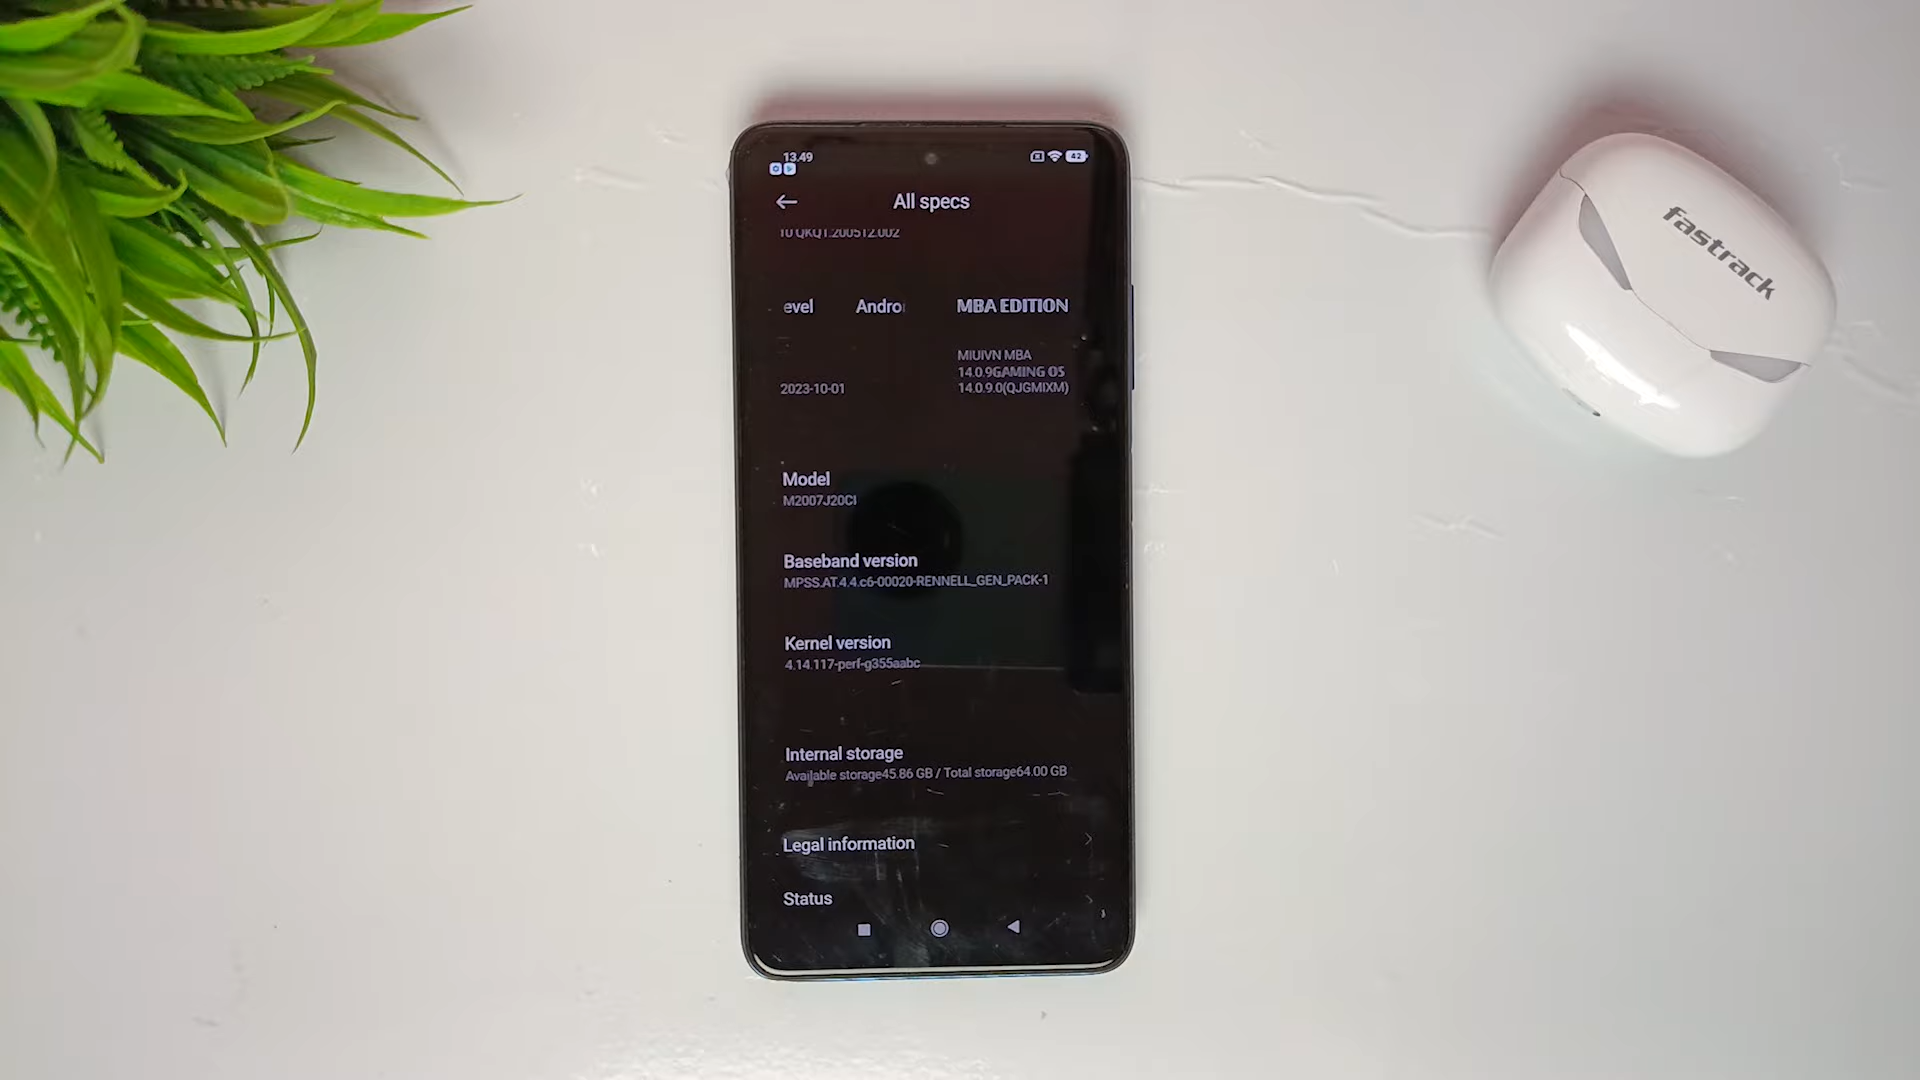 13.49
42
All specs
10 QKQ1.200512.002
evel Andro MBA EDITION
MIUIVN MBA
14.0.9GAMING OS
2023-10-01 14.0.9.0(QJGMIXM)
Model
M2007J20CI
Baseband version
MPSS.AT.4.4.c6-00020-RENNELL_GEN_PACK-1
Kernel version
4.14.117-perf-g355aabc
Internal storage
Available storage45.86 GB / Total storage64.00 GB
Legal information
Status
fastrack